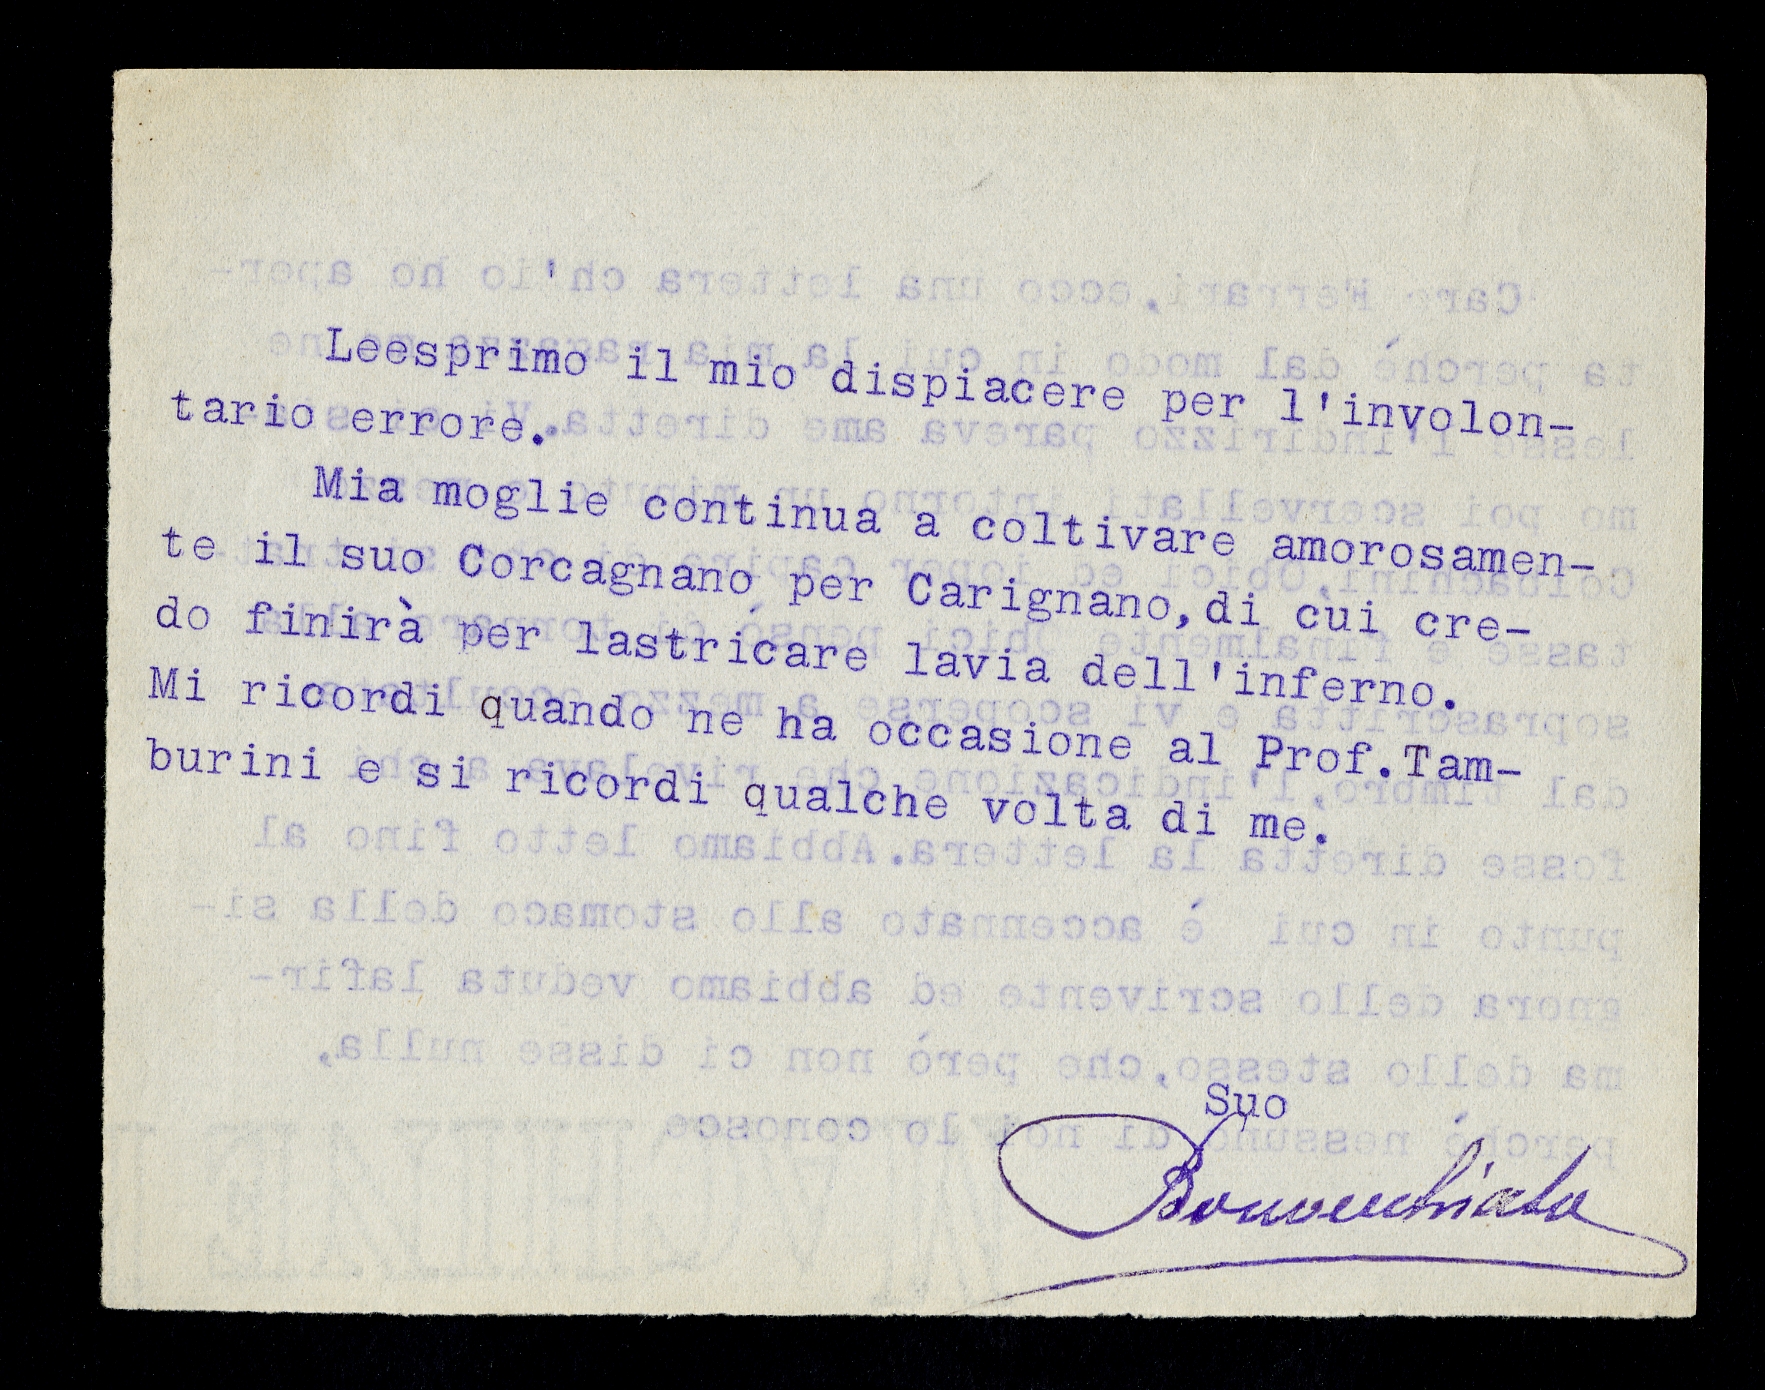 Leesprimo il mio dispiacere per l'involon-
tario errore.
Mia moglie continua a coltivare amorosamen-
te il suo Corcagnano per Carignano,di cui cre-
do finirà per lastricare lavia dell'inferno.
Mi ricordi quando ne ha occasione al Prof.Tam-
burini e si ricordi qualche volta di me.
Suo
Bonvecchiato